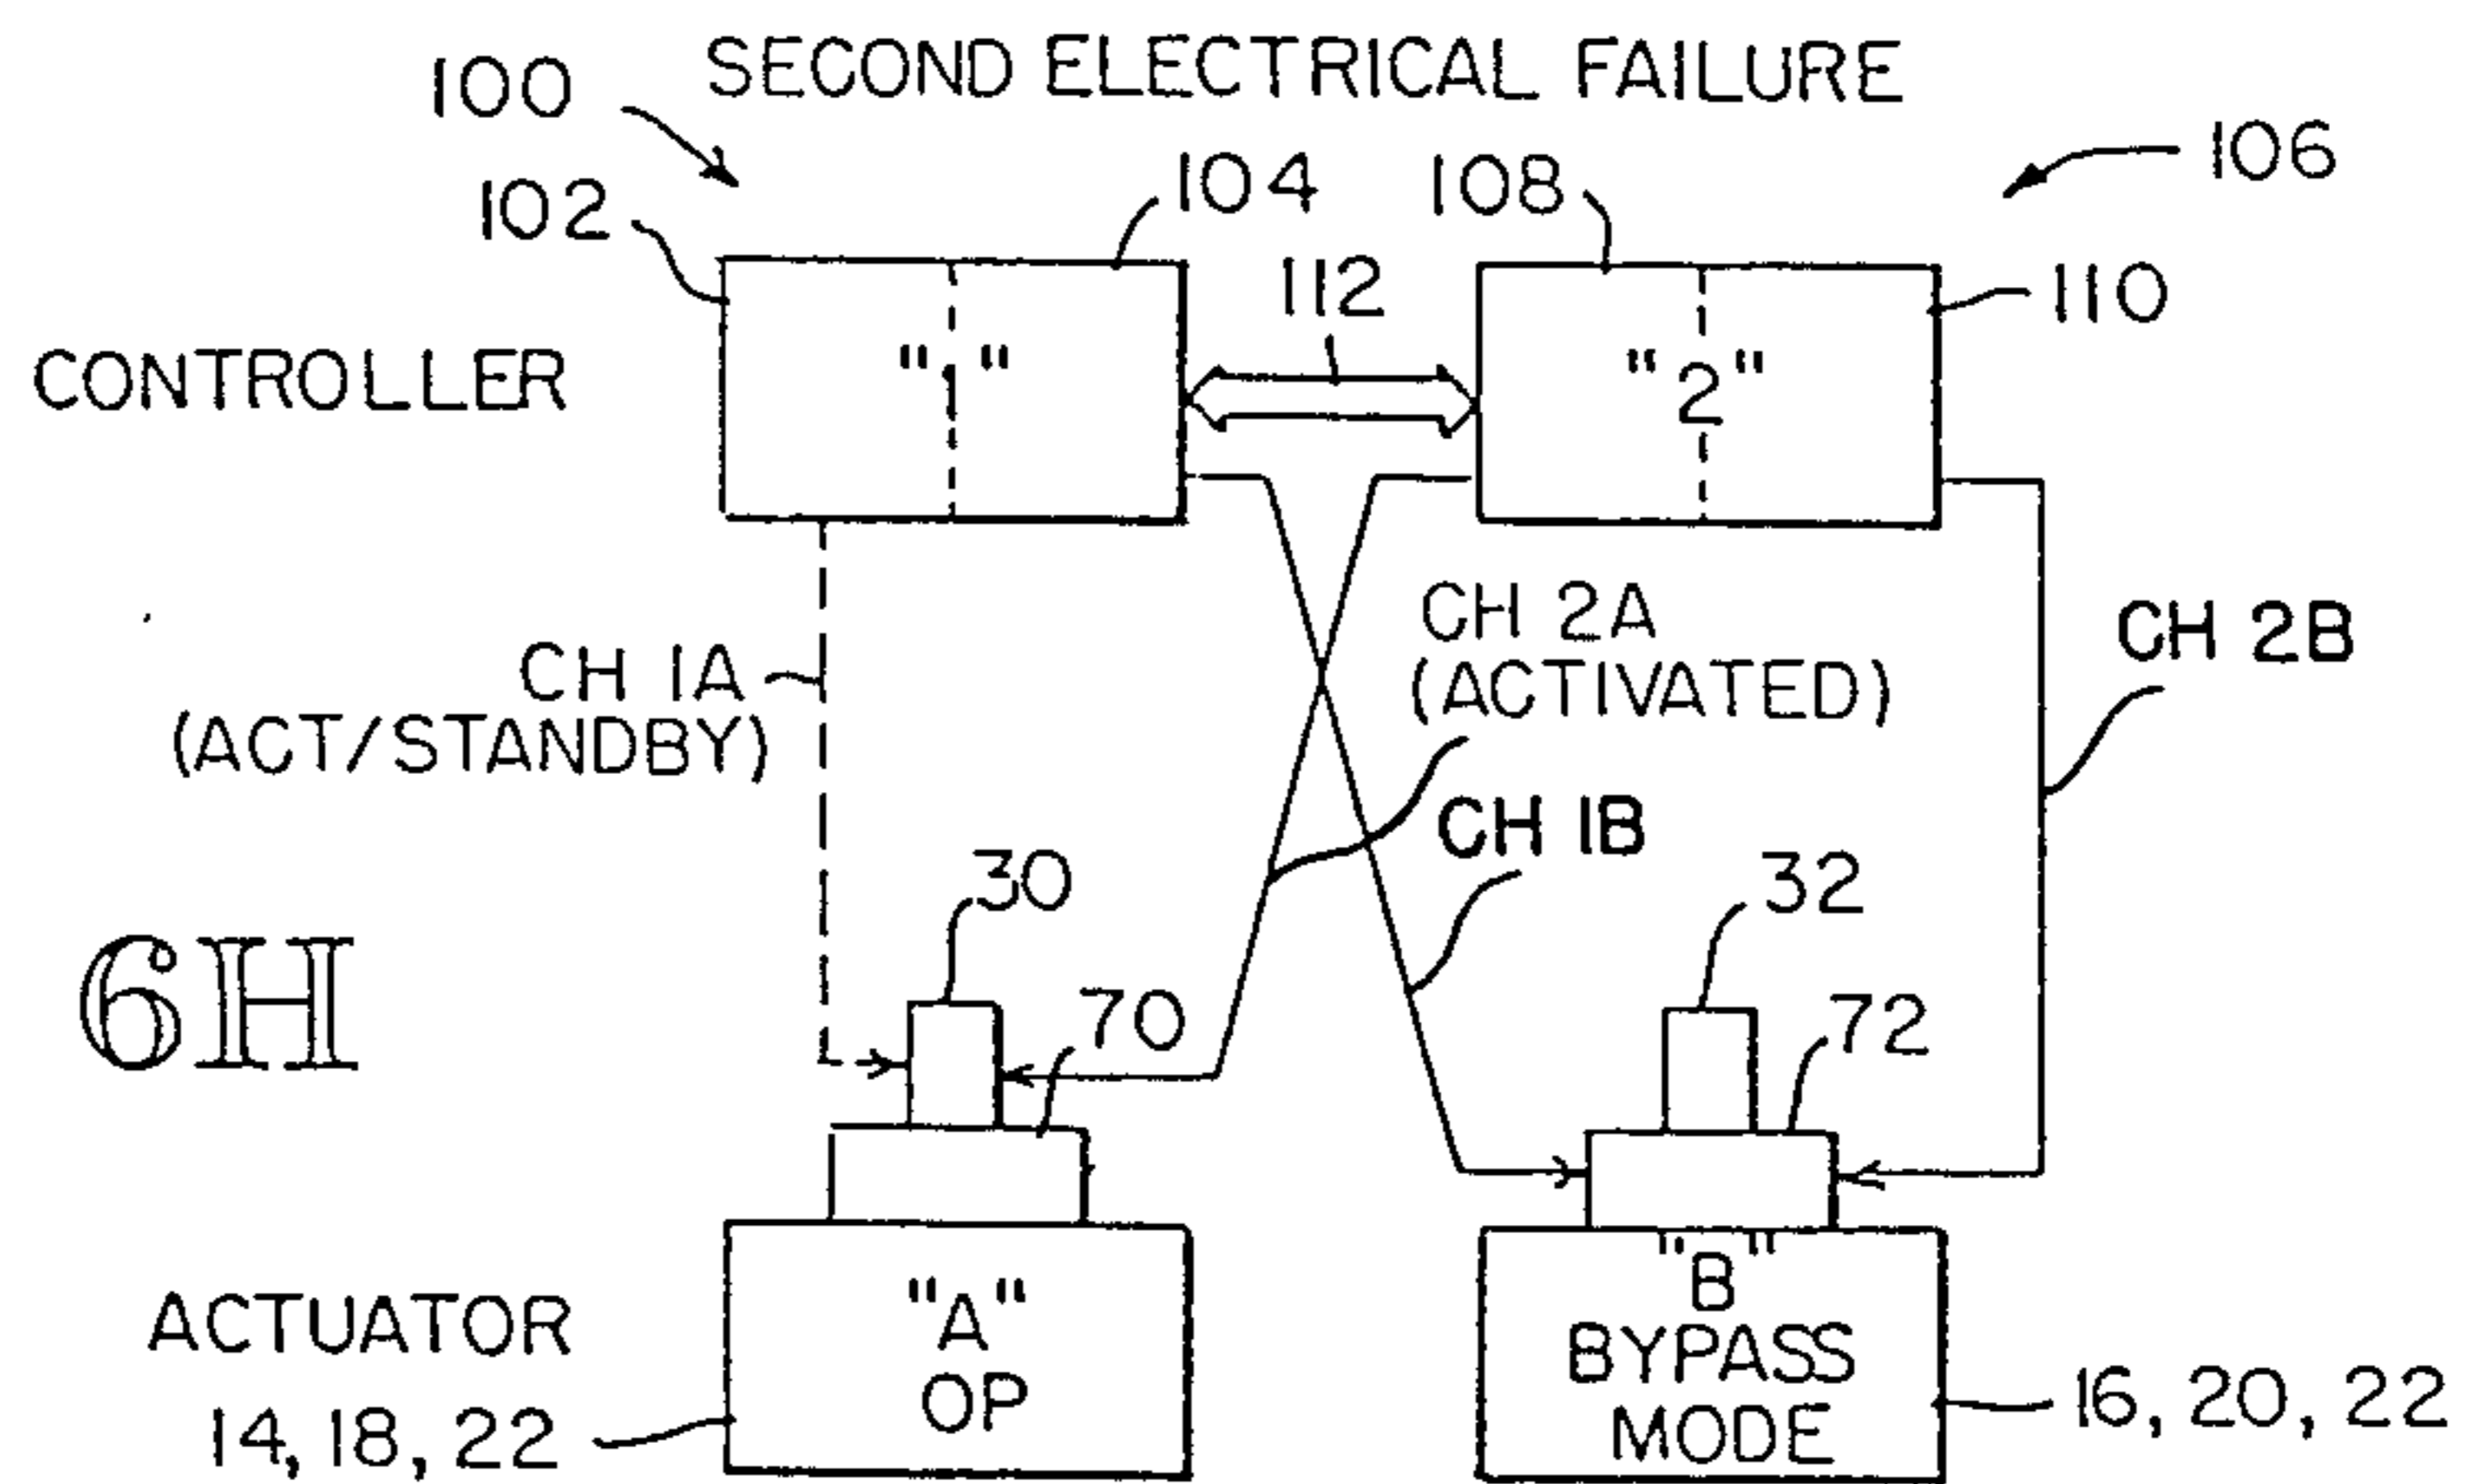 SECOND ELECTRICAL FAILURE
100
106
102
104
108
110
112
CONTROLLER
"1"
"2"
CH 1A
(ACT/STANDBY)
CH 2A
(ACTIVATED)
CH 2B
CH 1B
30
32
6H
70
72
ACTUATOR
14, 18, 22
"A"
OP
"B"
BYPASS
MODE
16, 20, 22